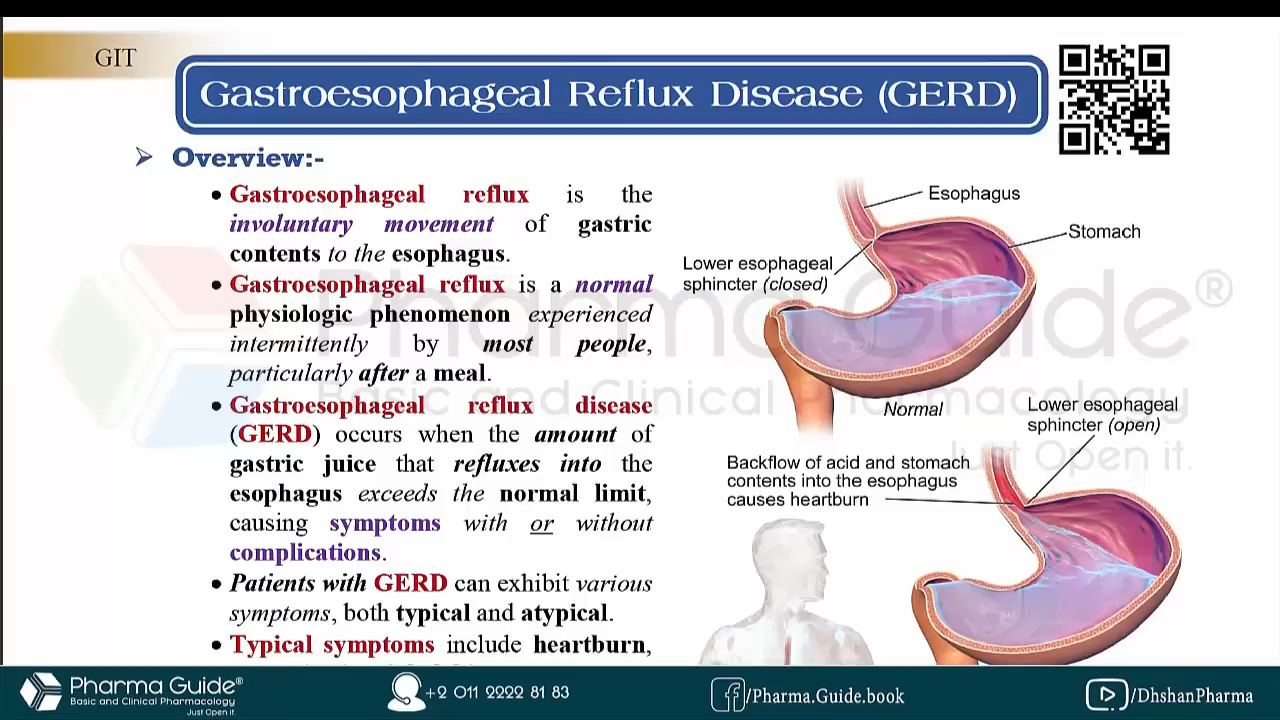 GIT
Gastroesophageal Reflux Disease (GERD)
Overview:-
• Gastroesophageal reflux is the
involuntary movement of gastric
contents to the esophagus.
• Gastroesophageal reflux is a normal
physiologic phenomenon experienced
intermittently by most people,
particularly after a meal.
• Gastroesophageal reflux disease
(GERD) occurs when the amount of
gastric juice that refluxes into the
esophagus exceeds the normal limit,
causing symptoms with or without
complications.
• Patients with GERD can exhibit various
symptoms, both typical and atypical.
• Typical symptoms include heartburn,
Esophagus
Stomach
Lower esophageal
sphincter (closed)
Normal
Lower esophageal
sphincter (open)
Backflow of acid and stomach
contents into the esophagus
causes heartburn
Pharma Guide®
Basic and Clinical Pharmacology
Just Open it.
Pharma Guide®
Basic and Clinical Pharmacology
Just Open it.
+2 011 2222 81 83
/Pharma.Guide.book
/DhshanPharma